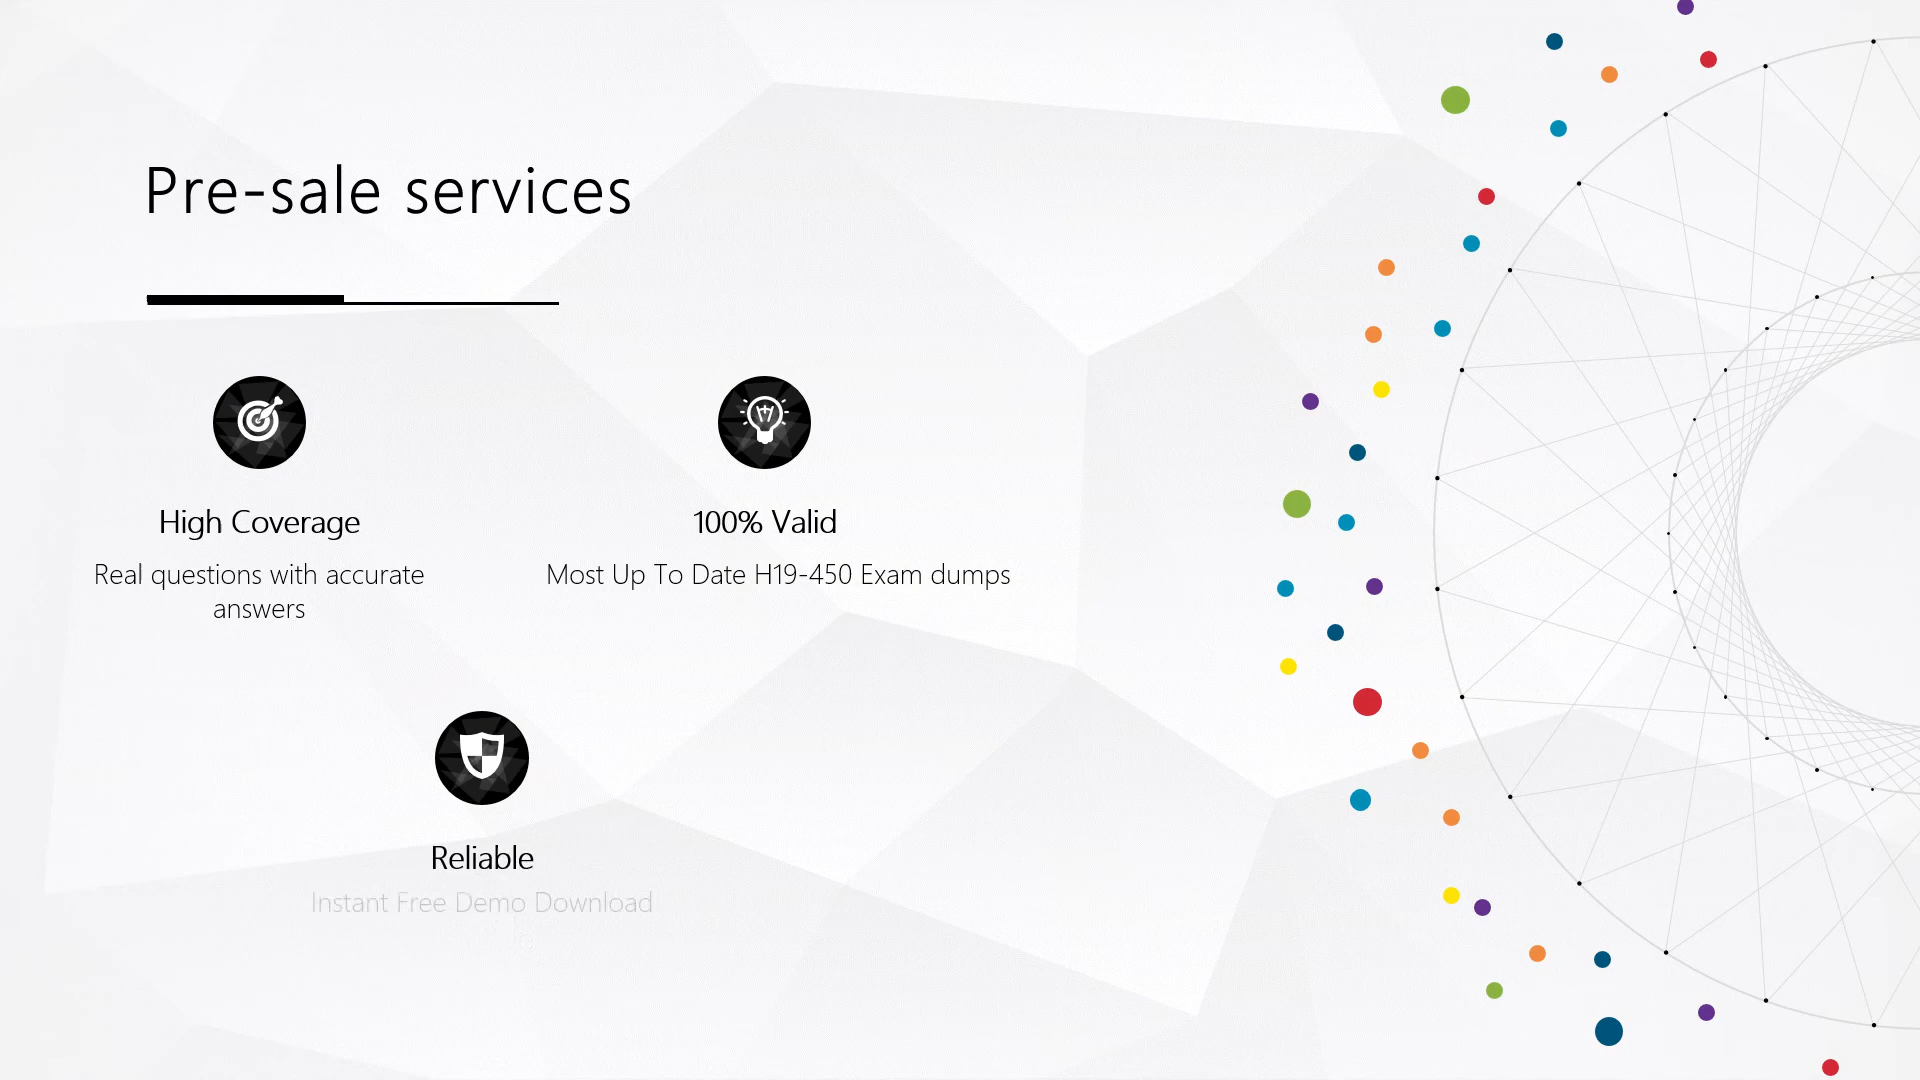 Pre-sale services
High Coverage
Real questions with accurate
answers
100% Valid
Most Up To Date H19-450 Exam dumps
Reliable
Instant Free Demo Download